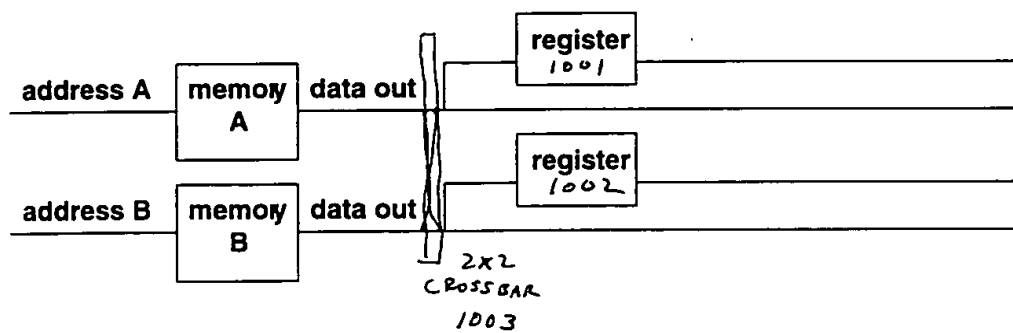 register
1001
address A
memory
A
data out
register
1002
address B
memory
B
data out
2X2
CROSSBAR
1003